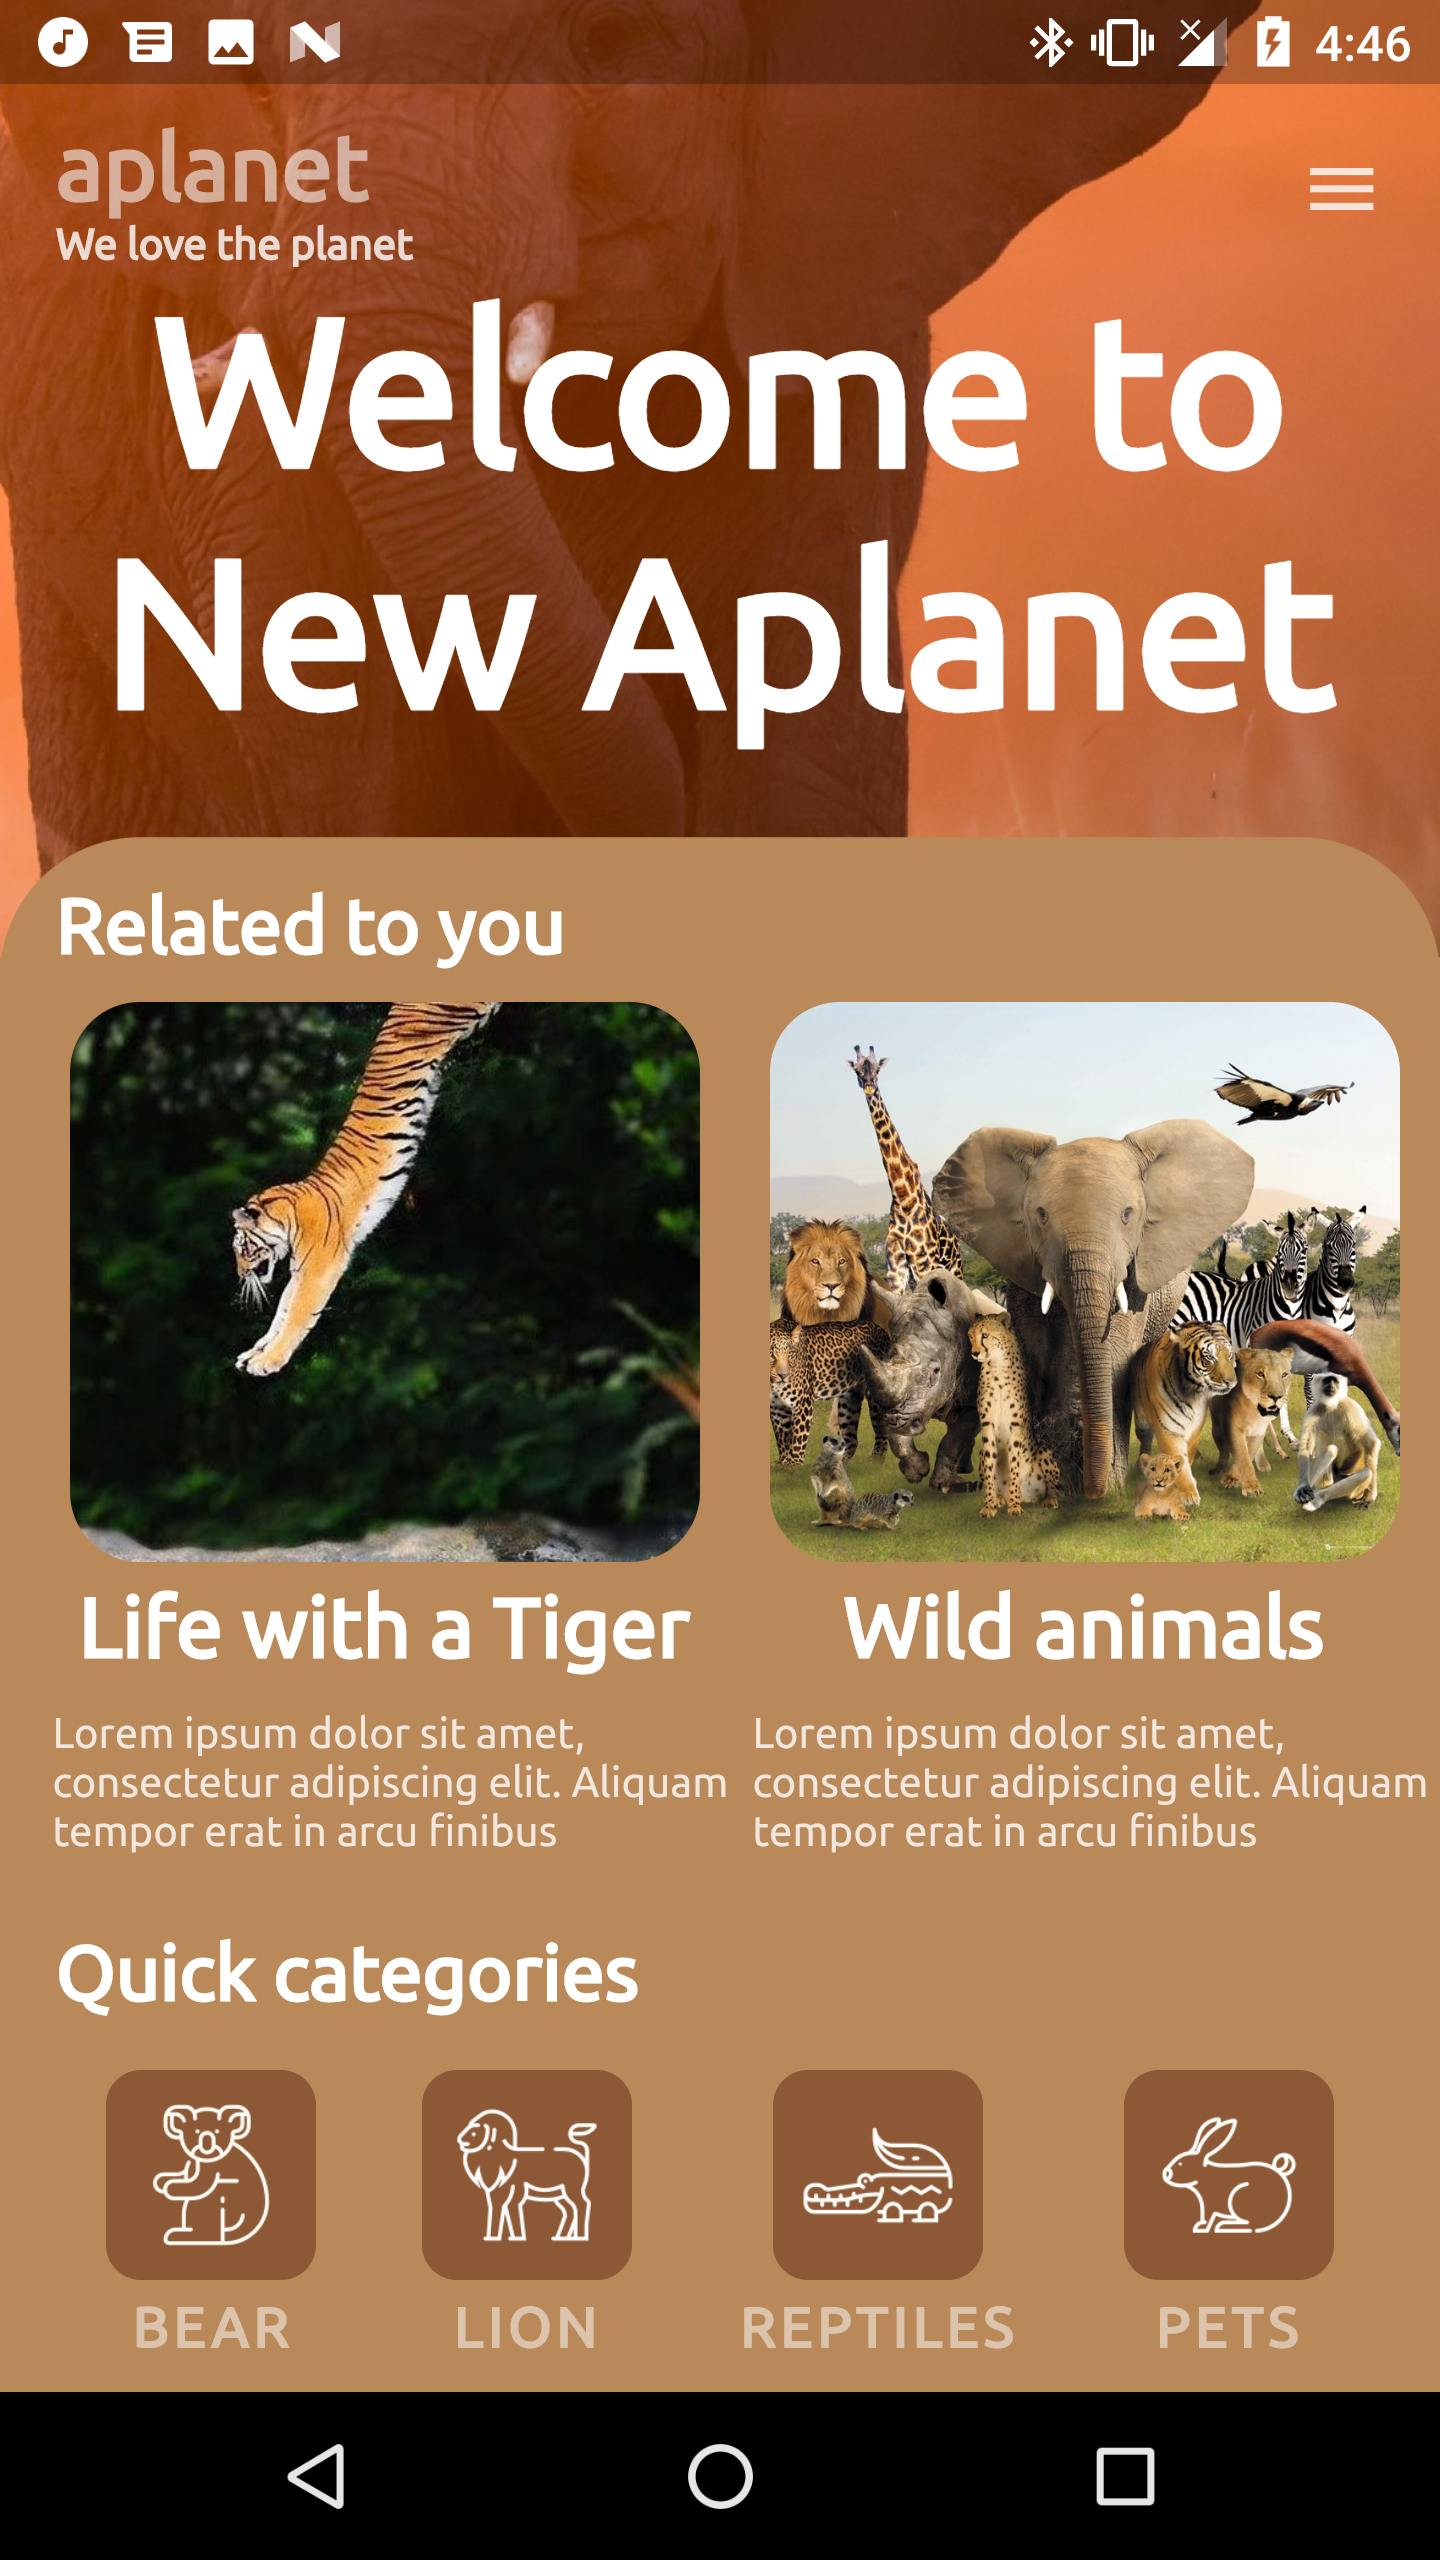 4:46
aplanet
We love the planet
Welcome to
New Aplanet
Related to you
Life with a Tiger
Wild animals
Lorem ipsum dolor sit amet,
consectetur adipiscing elit. Aliquam
tempor erat in arcu finibus
Lorem ipsum dolor sit amet,
consectetur adipiscing elit. Aliquam
tempor erat in arcu finibus
Quick categories
BEAR
LION
REPTILES
PETS